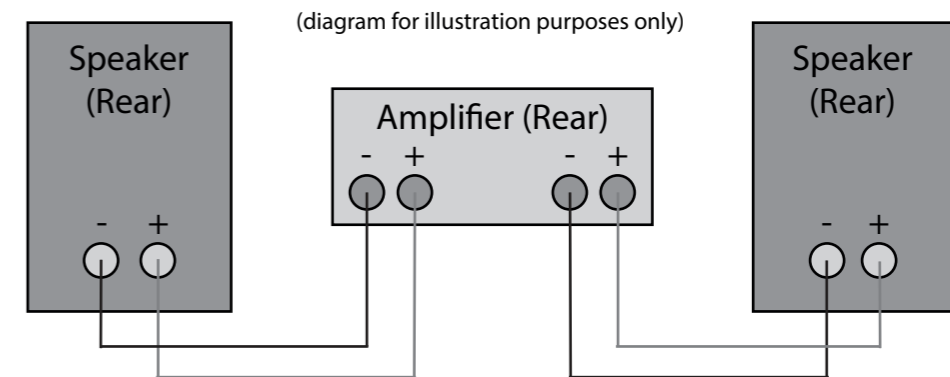 (diagram for illustration purposes only)
Speaker
(Rear)
- +
Amplifier (Rear)
- + - +
Speaker
(Rear)
- +